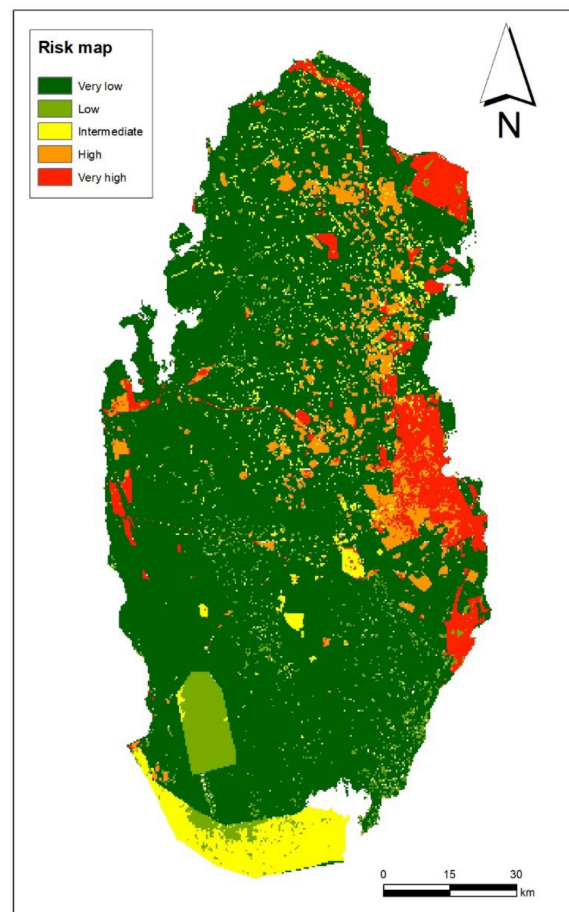 Risk map
Very low
Low
Intermediate
High
Very high
N
0 15 30
km